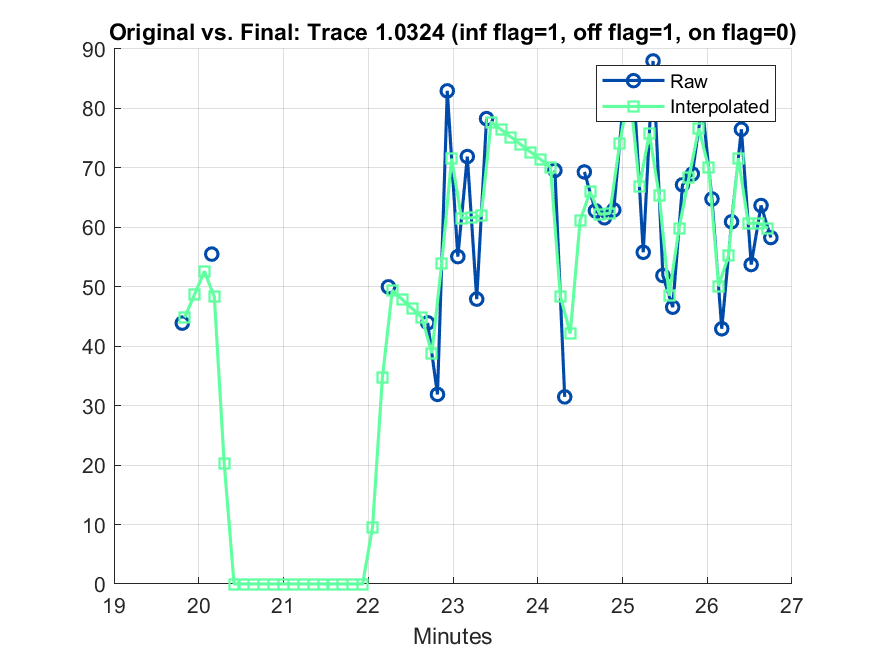 Original vs. Final: Trace 1.0324 (inf flag=1, off flag=1, on flag=0)
90
80
70
60
50
40
30
20
10
0
Raw
Interpolated
19 20 21 22 23 24 25 26 27
Minutes